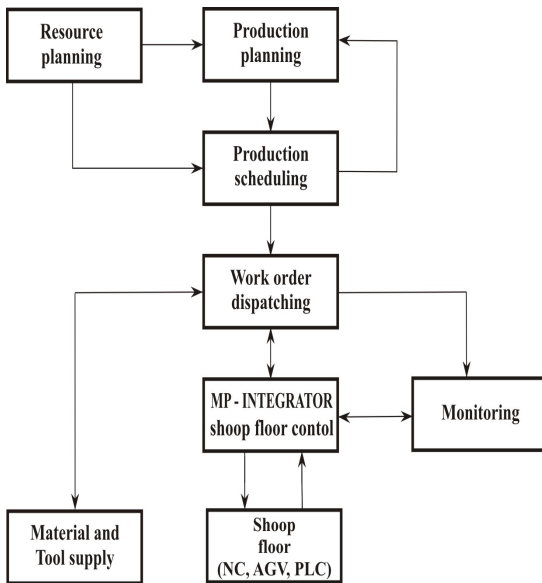 Resource
planning
Production
planning
Production
scheduling
Work order
dispatching
MP - INTEGRATOR
shoop floor contol
Monitoring
Material and
Tool supply
Shoop
floor
(NC, AGV, PLC)